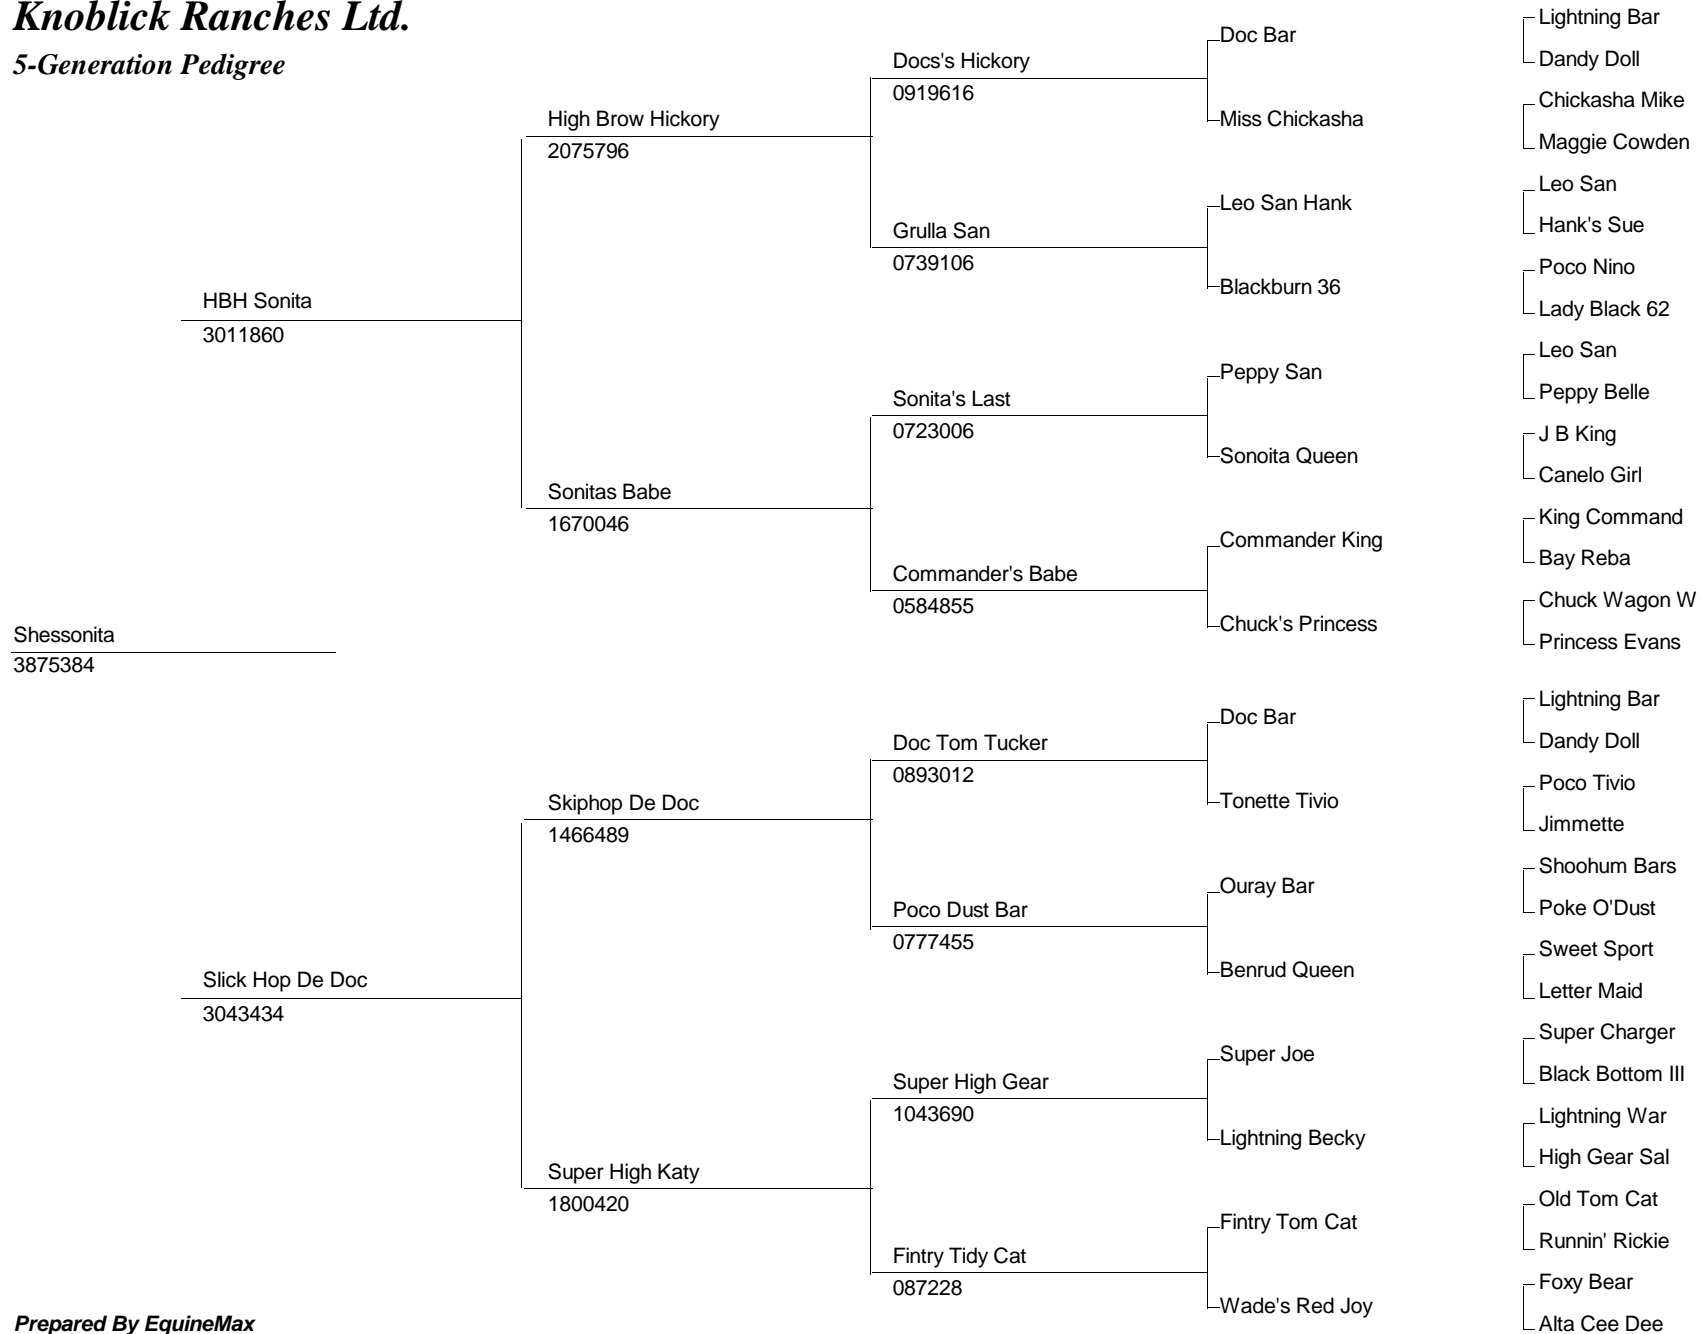 Knoblick Ranches Ltd.
5-Generation Pedigree
Shessonita
3875384
HBH Sonita
3011860
Slick Hop De Doc
3043434
High Brow Hickory
2075796
Sonitas Babe
1670046
Skiphop De Doc
1466489
Super High Katy
1800420
Docs's Hickory
0919616
Grulla San
0739106
Sonita's Last
0723006
Commander's Babe
0584855
Doc Tom Tucker
0893012
Poco Dust Bar
0777455
Super High Gear
1043690
Fintry Tidy Cat
087228
Doc Bar
Miss Chickasha
Leo San Hank
Blackburn 36
Peppy San
Sonoita Queen
Commander King
Chuck's Princess
Doc Bar
Tonette Tivio
Ouray Bar
Benrud Queen
Super Joe
Lightning Becky
Fintry Tom Cat
Wade's Red Joy
Lightning Bar
Dandy Doll
Chickasha Mike
Maggie Cowden
Leo San
Hank's Sue
Poco Nino
Lady Black 62
Leo San
Peppy Belle
J B King
Canelo Girl
King Command
Bay Reba
Chuck Wagon W
Princess Evans
Lightning Bar
Dandy Doll
Poco Tivio
Jimmette
Shoohum Bars
Poke O'Dust
Sweet Sport
Letter Maid
Super Charger
Black Bottom III
Lightning War
High Gear Sal
Old Tom Cat
Runnin' Rickie
Foxy Bear
Alta Cee Dee
Prepared By EquineMax